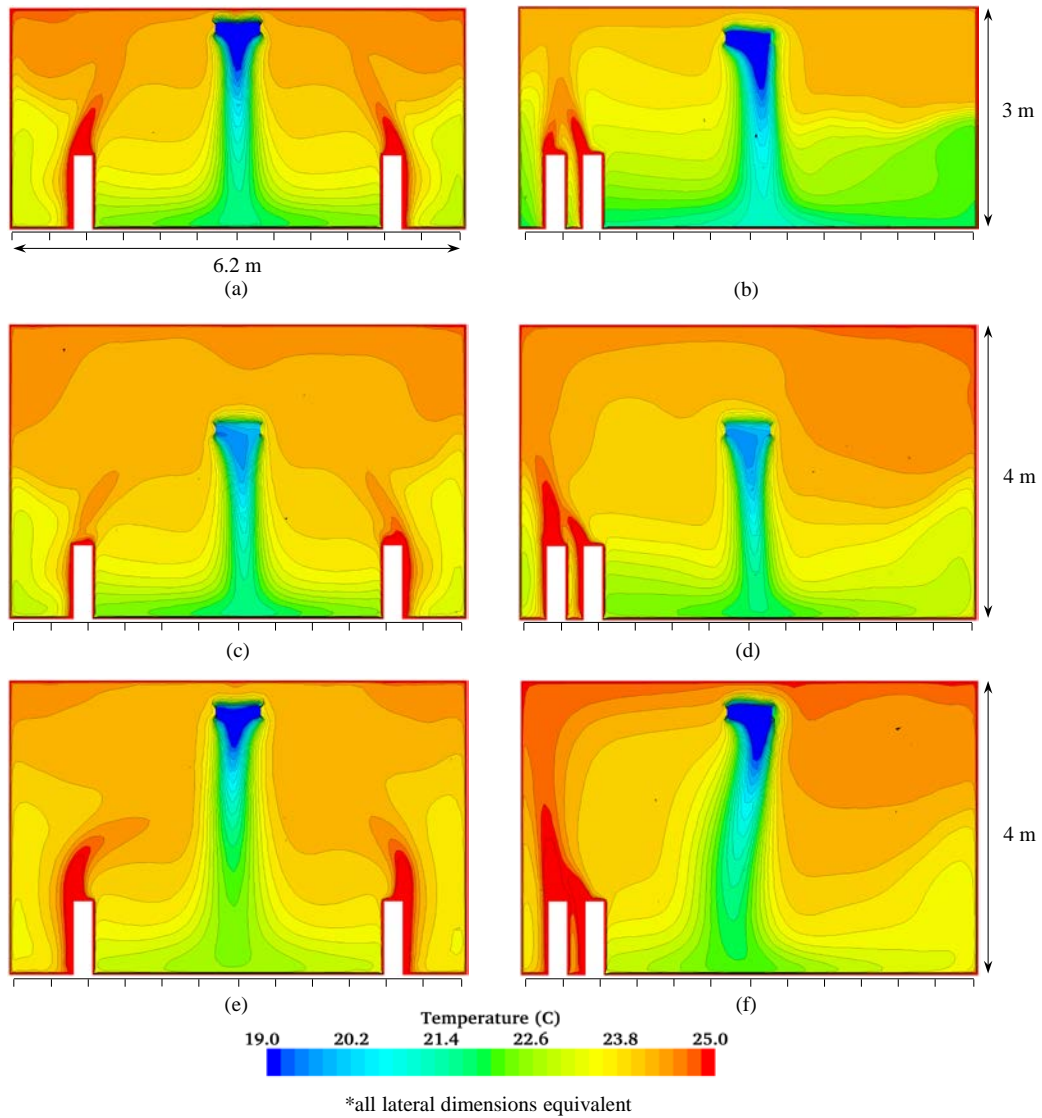 3 m
6.2 m
(a)
(b)
4 m
(c)
(d)
4 m
(e)
(f)
Temperature (C)
19.0 20.2 21.4 22.6 23.8 25.0
*all lateral dimensions equivalent